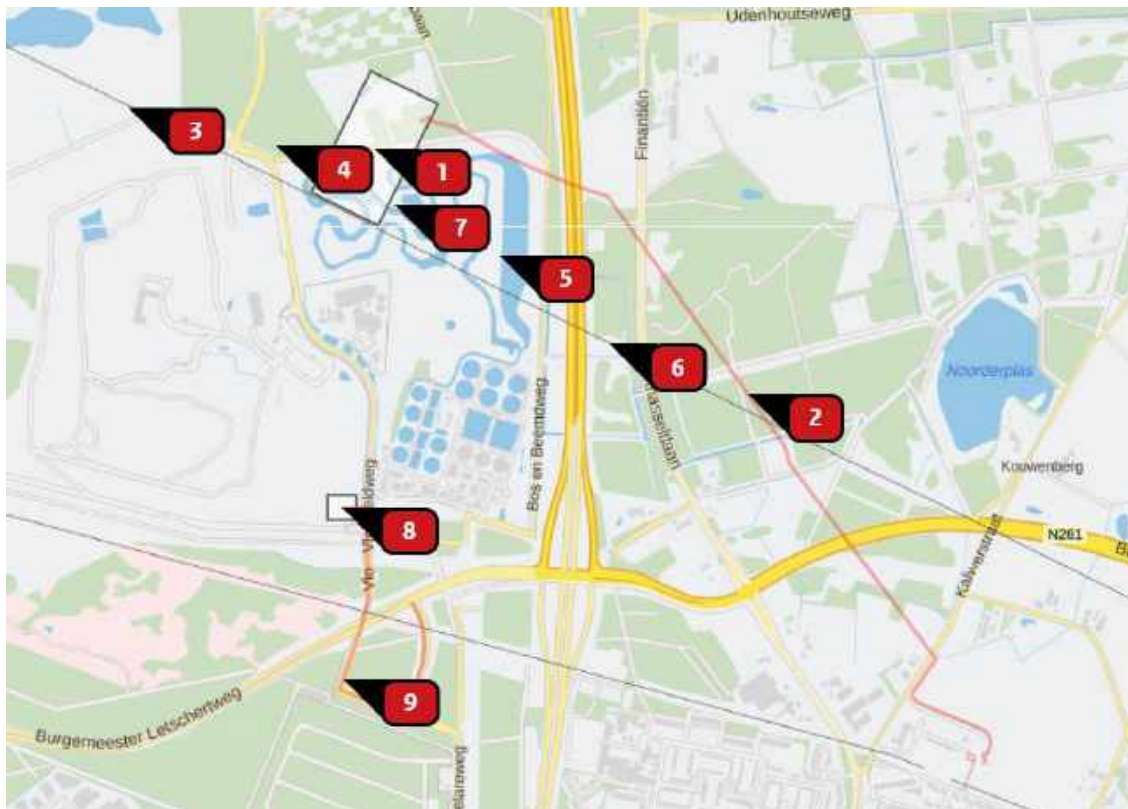 Udenhoutseweg
Finantiën
3
4
1
7
5
6
2
Noorderplas
Kouwenberg
Bos en Beemdweg
8
N261
Kalverstraat
9
Burgemeester Letschertweg